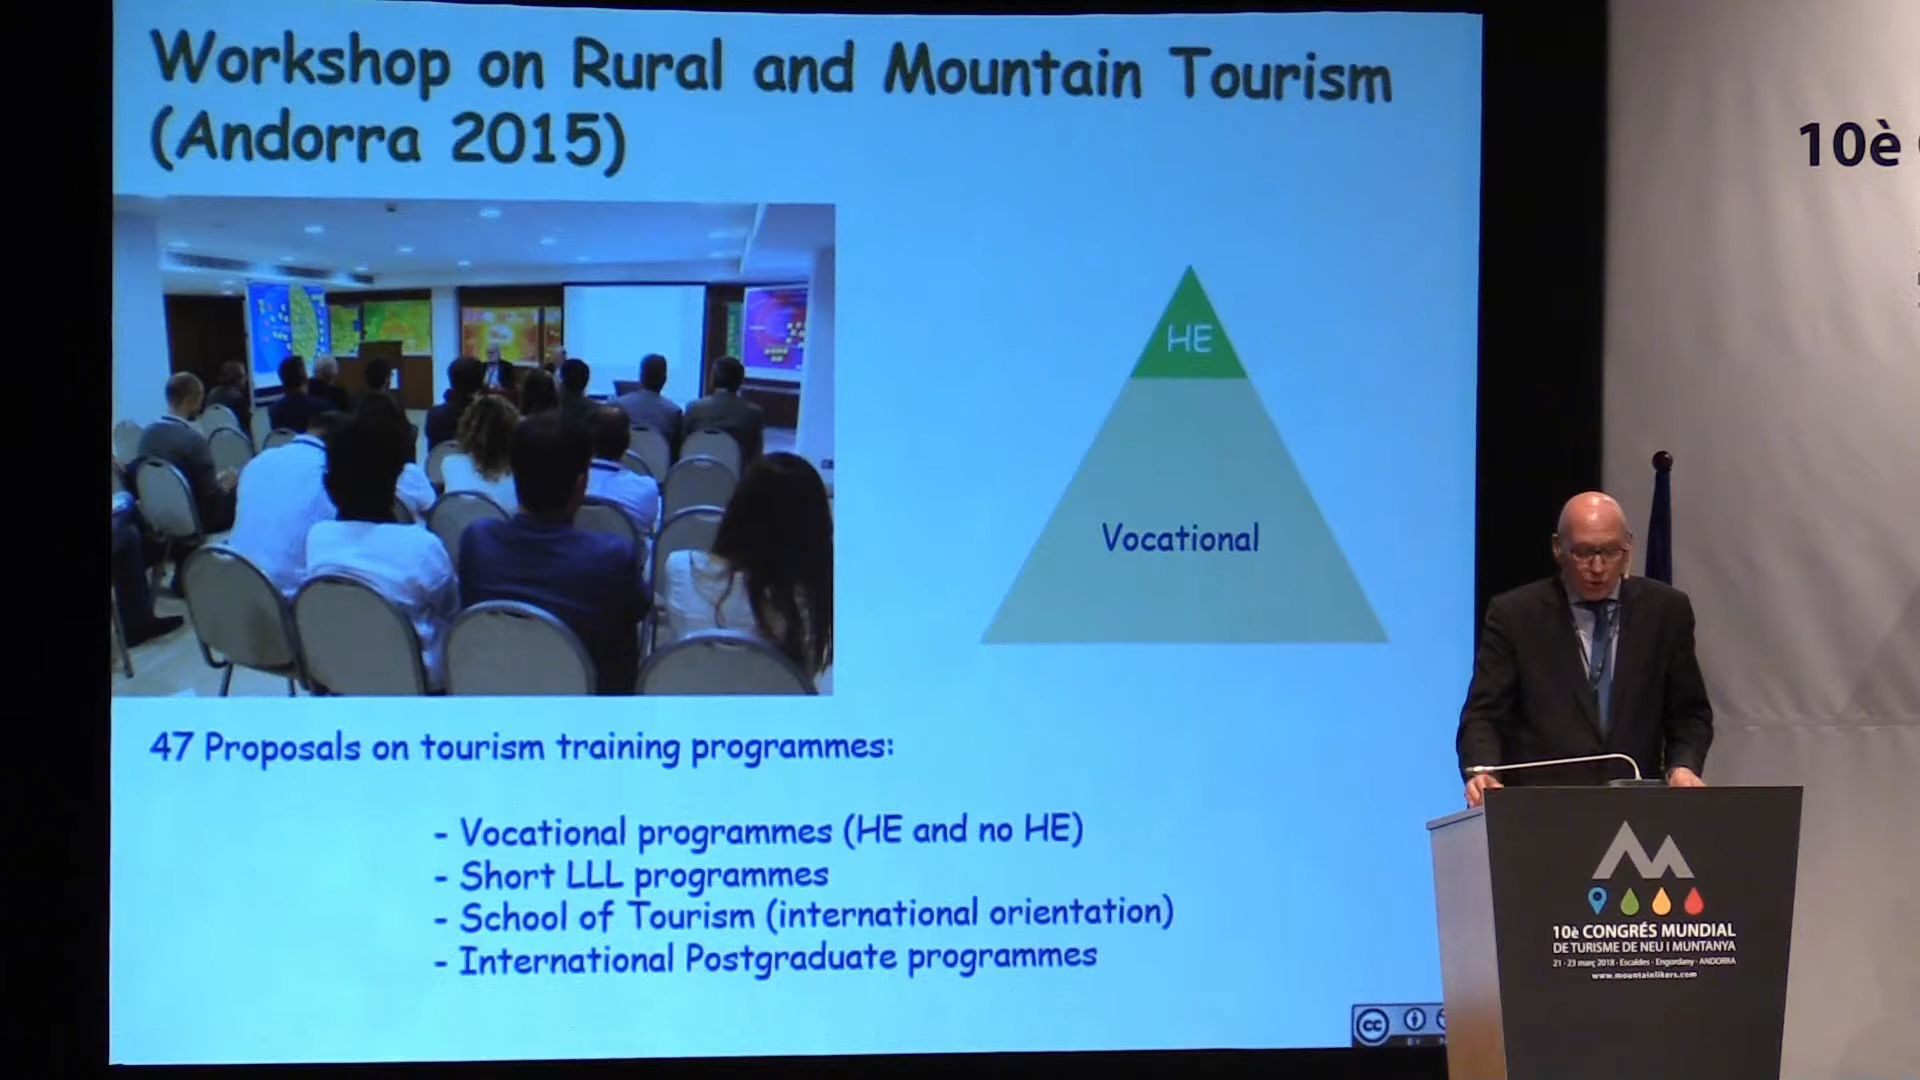 Workshop on Rural and Mountain Tourism
(Andorra 2015)
HE
Vocational
47 Proposals on tourism training programmes:
- Vocational programmes (HE and no HE)
- Short LLL programmes
- School of Tourism (international orientation)
- International Postgraduate programmes
cc
BY
10è
10è CONGRÉS MUNDIAL
DE TURISME DE NEU I MUNTANYA
21 - 23 març 2018 - Escaldes - Engordany - ANDORRA
www.mountainlikers.com